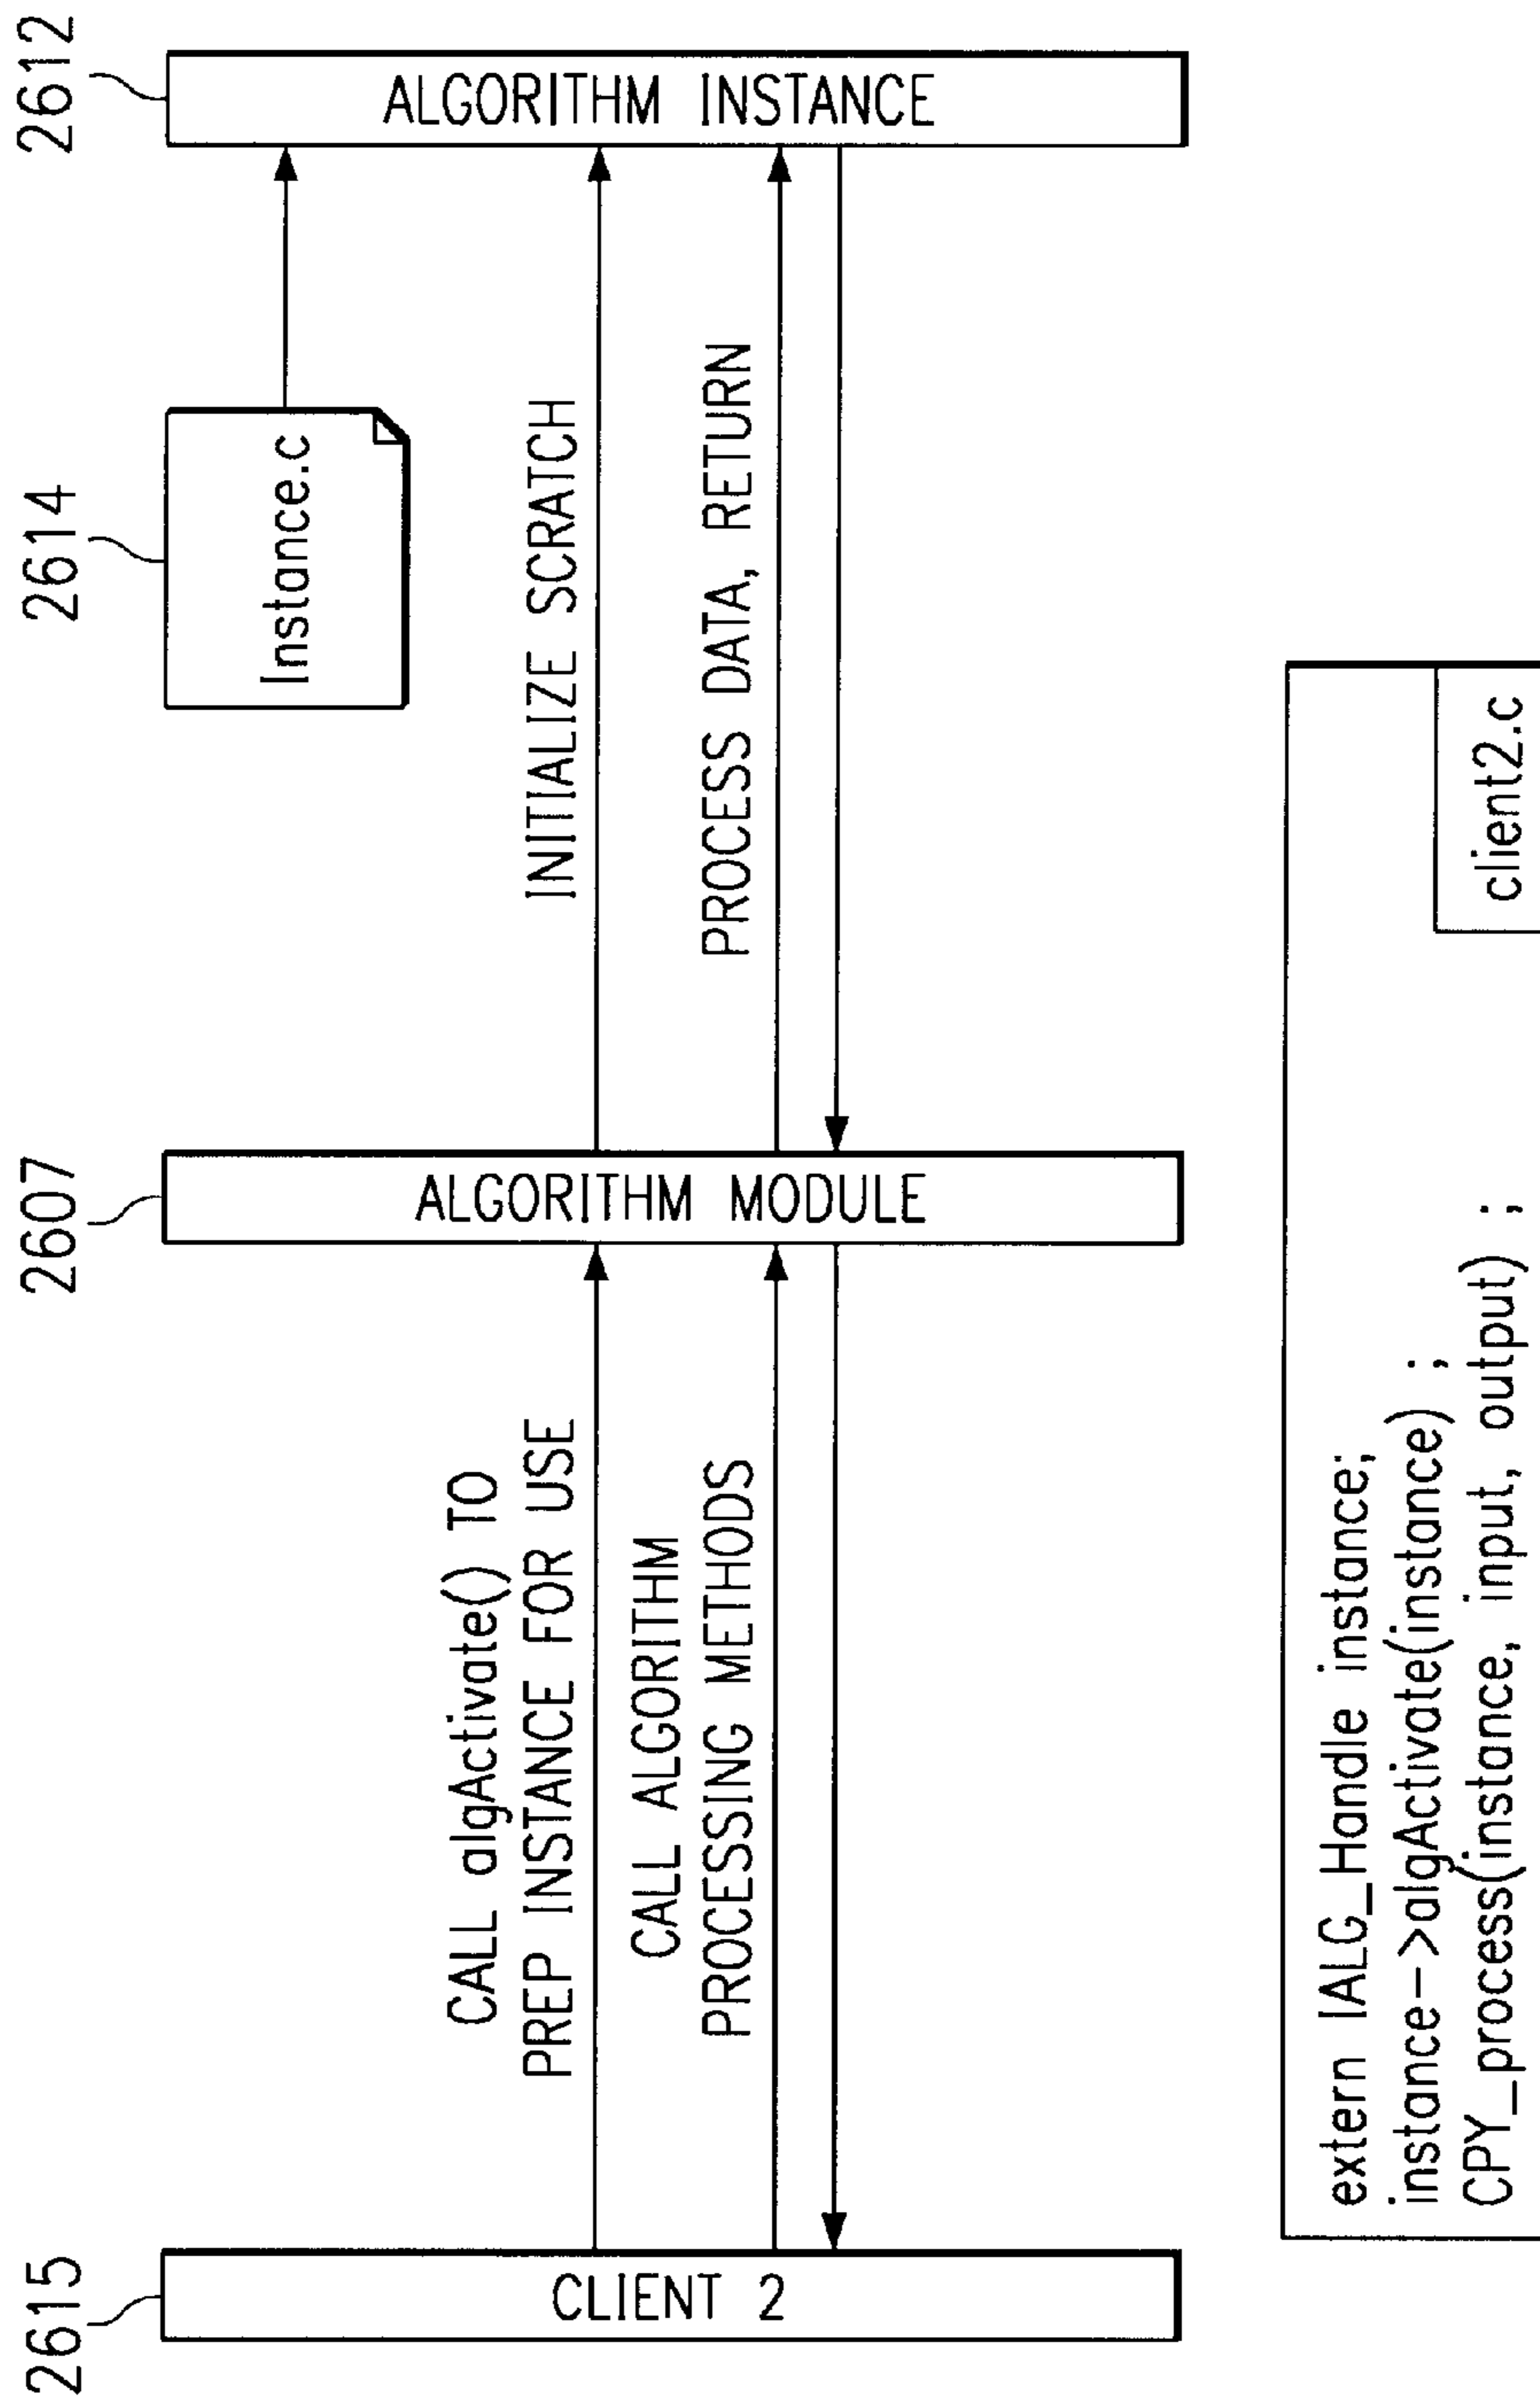 2615
2607
2614
2612
CLIENT 2
ALGORITHM MODULE
Instance.c
ALGORITHM INSTANCE
CALL algActivate() TO
PREP INSTANCE FOR USE
INITIALIZE SCRATCH
CALL ALGORITHM
PROCESSING METHODS
PROCESS DATA, RETURN
extern IALG_Handle instance;
instance->algActivate(instance) ;
CPY_process(instance, input, output) ;
client2.c